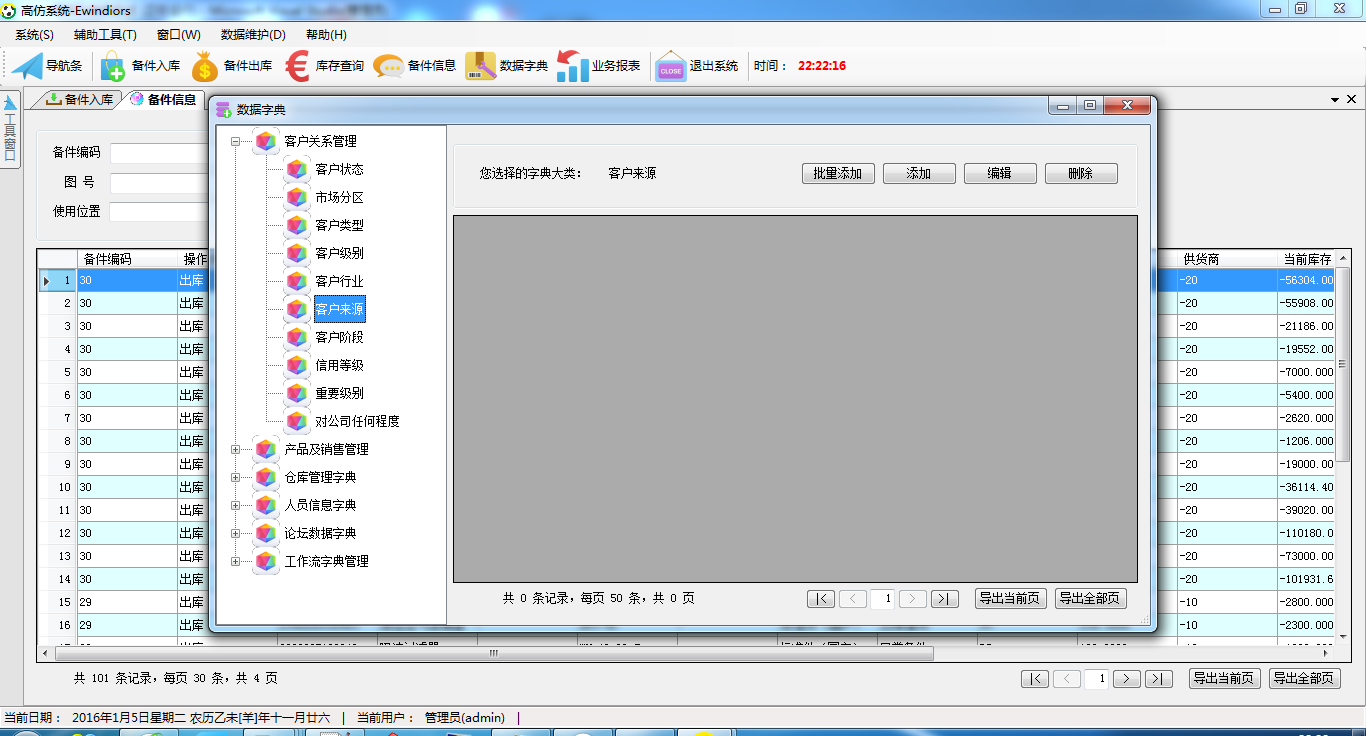 高仿系统-Ewindiors
系统(S) 辅助工具(T) 窗口(W) 数据维护(D) 帮助(H)
导航条 备件入库 备件出库 库存查询 备件信息 数据字典 业务报表 CLOSE 退出系统 时间： 22:22:16
备件入库 备件信息
工具窗口
数据字典
备件编码
图 号
使用位置
客户关系管理
客户状态
市场分区
客户类型
客户级别
客户行业
客户来源
客户阶段
信用等级
重要级别
对公司任何程度
产品及销售管理
仓库管理字典
人员信息字典
论坛数据字典
工作流字典管理
您选择的字典大类： 客户来源 批量添加 添加 编辑 删除
共 0 条记录，每页 50 条，共 0 页 |< < 1 > >| 导出当前页 导出全部页
备件编码 操作 供货商 当前库存
1 30 出库 -20 -56304.00
2 30 出库 -20 -55908.00
3 30 出库 -20 -21186.00
4 30 出库 -20 -19552.00
5 30 出库 -20 -7000.000
6 30 出库 -20 -5400.000
7 30 出库 -20 -2620.000
8 30 出库 -20 -1206.000
9 30 出库 -20 -19000.00
10 30 出库 -20 -36114.40
11 30 出库 -20 -39020.00
12 30 出库 -20 -110180.0
13 30 出库 -20 -73000.00
14 30 出库 -20 -101931.6
15 29 出库 -10 -2800.000
16 29 出库 -10 -2300.000
共 101 条记录，每页 30 条，共 4 页 |< < 1 > >| 导出当前页 导出全部页
当前日期： 2016年1月5日星期二 农历乙未[羊]年十一月廿六 | 当前用户： 管理员(admin) |